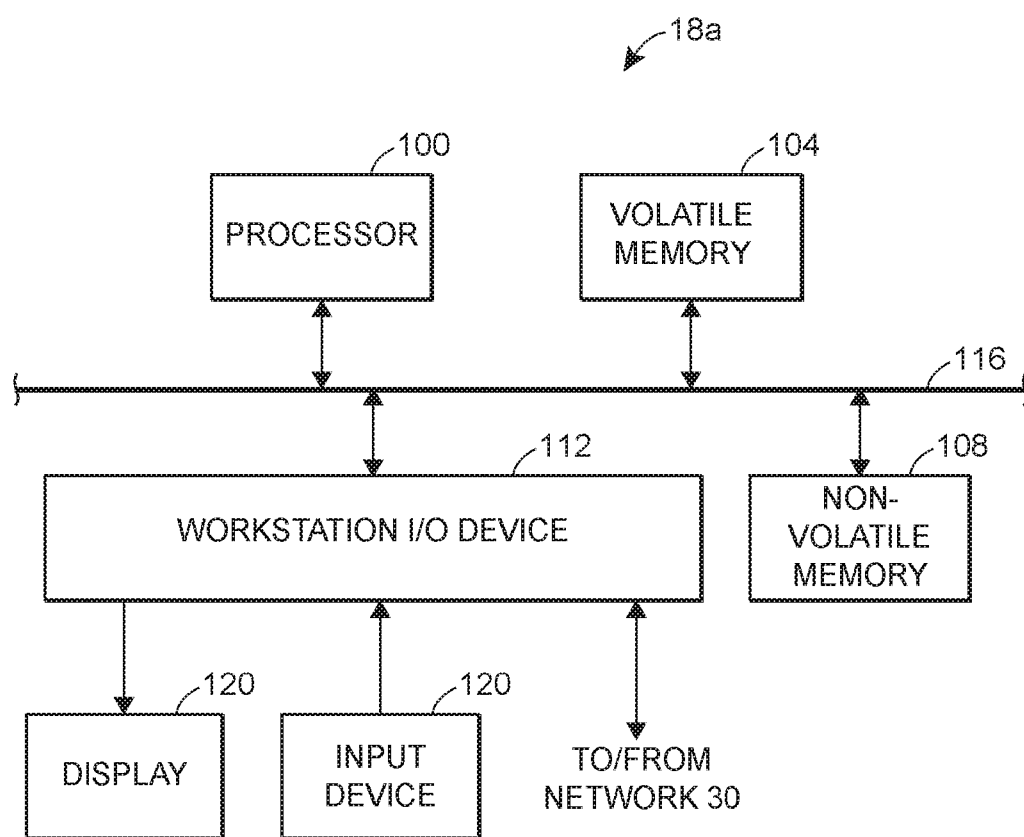 18a
100
104
PROCESSOR
VOLATILE
MEMORY
116
112
108
WORKSTATION I/O DEVICE
NON-
VOLATILE
MEMORY
120
120
DISPLAY
INPUT
DEVICE
TO/FROM
NETWORK 30